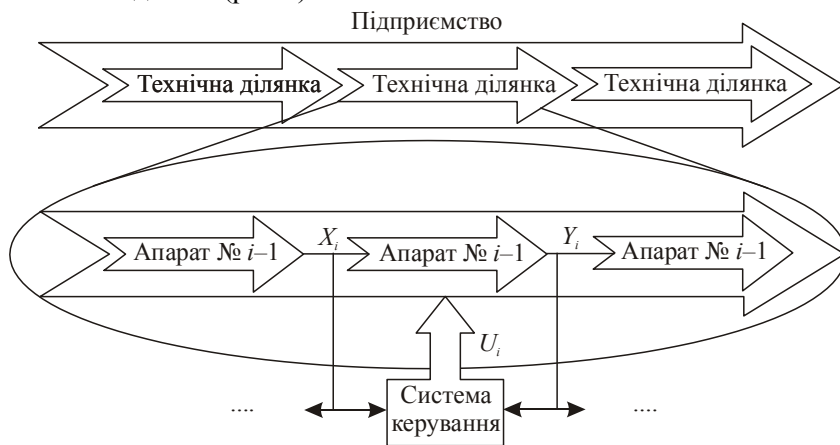 Підприємство
Технічна ділянка Технічна ділянка Технічна ділянка
Апарат № i–1 Xi Апарат № i–1 Yi Апарат № i–1
Ui
.... Система керування ....